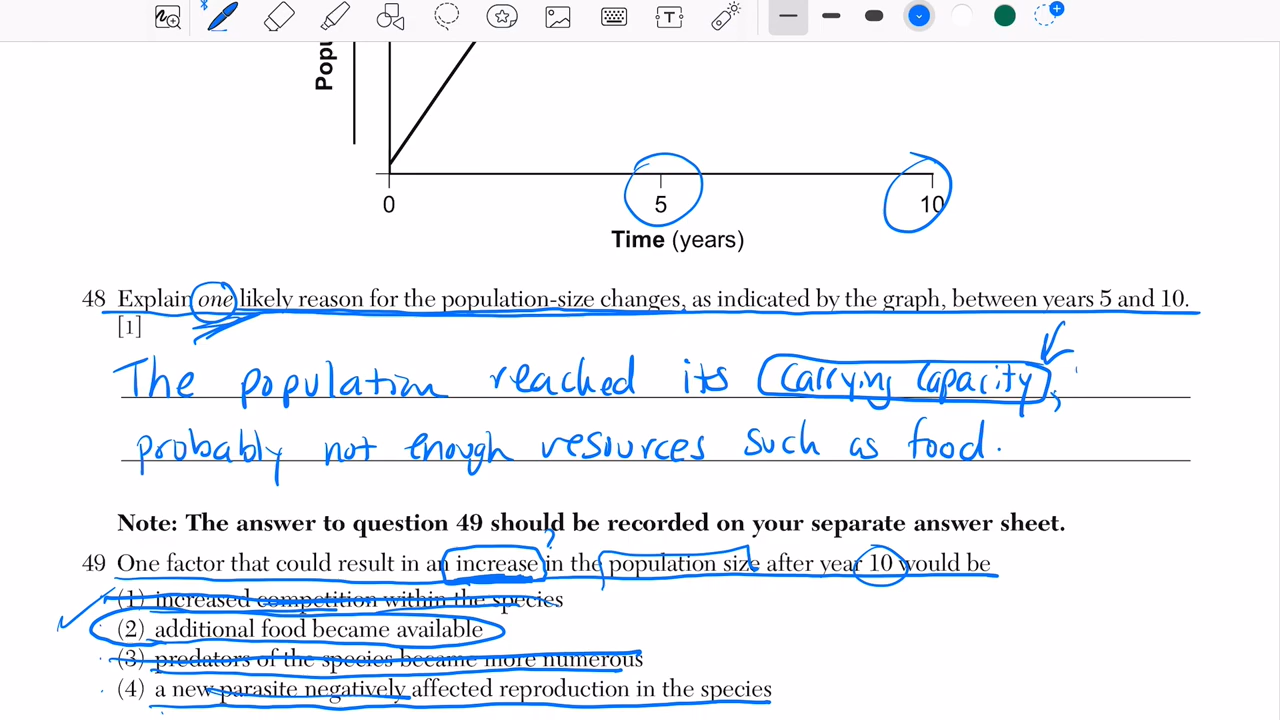 Popu
0
5
10
Time (years)
48 Explain one likely reason for the population-size changes, as indicated by the graph, between years 5 and 10.
[1]
The population reached its carrying capacity,
probably not enough resources such as food.
Note: The answer to question 49 should be recorded on your separate answer sheet.
?
49 One factor that could result in an increase in the population size after year 10 would be
(1) increased competition within the species
(2) additional food became available
(3) predators of the species became more numerous
(4) a new parasite negatively affected reproduction in the species